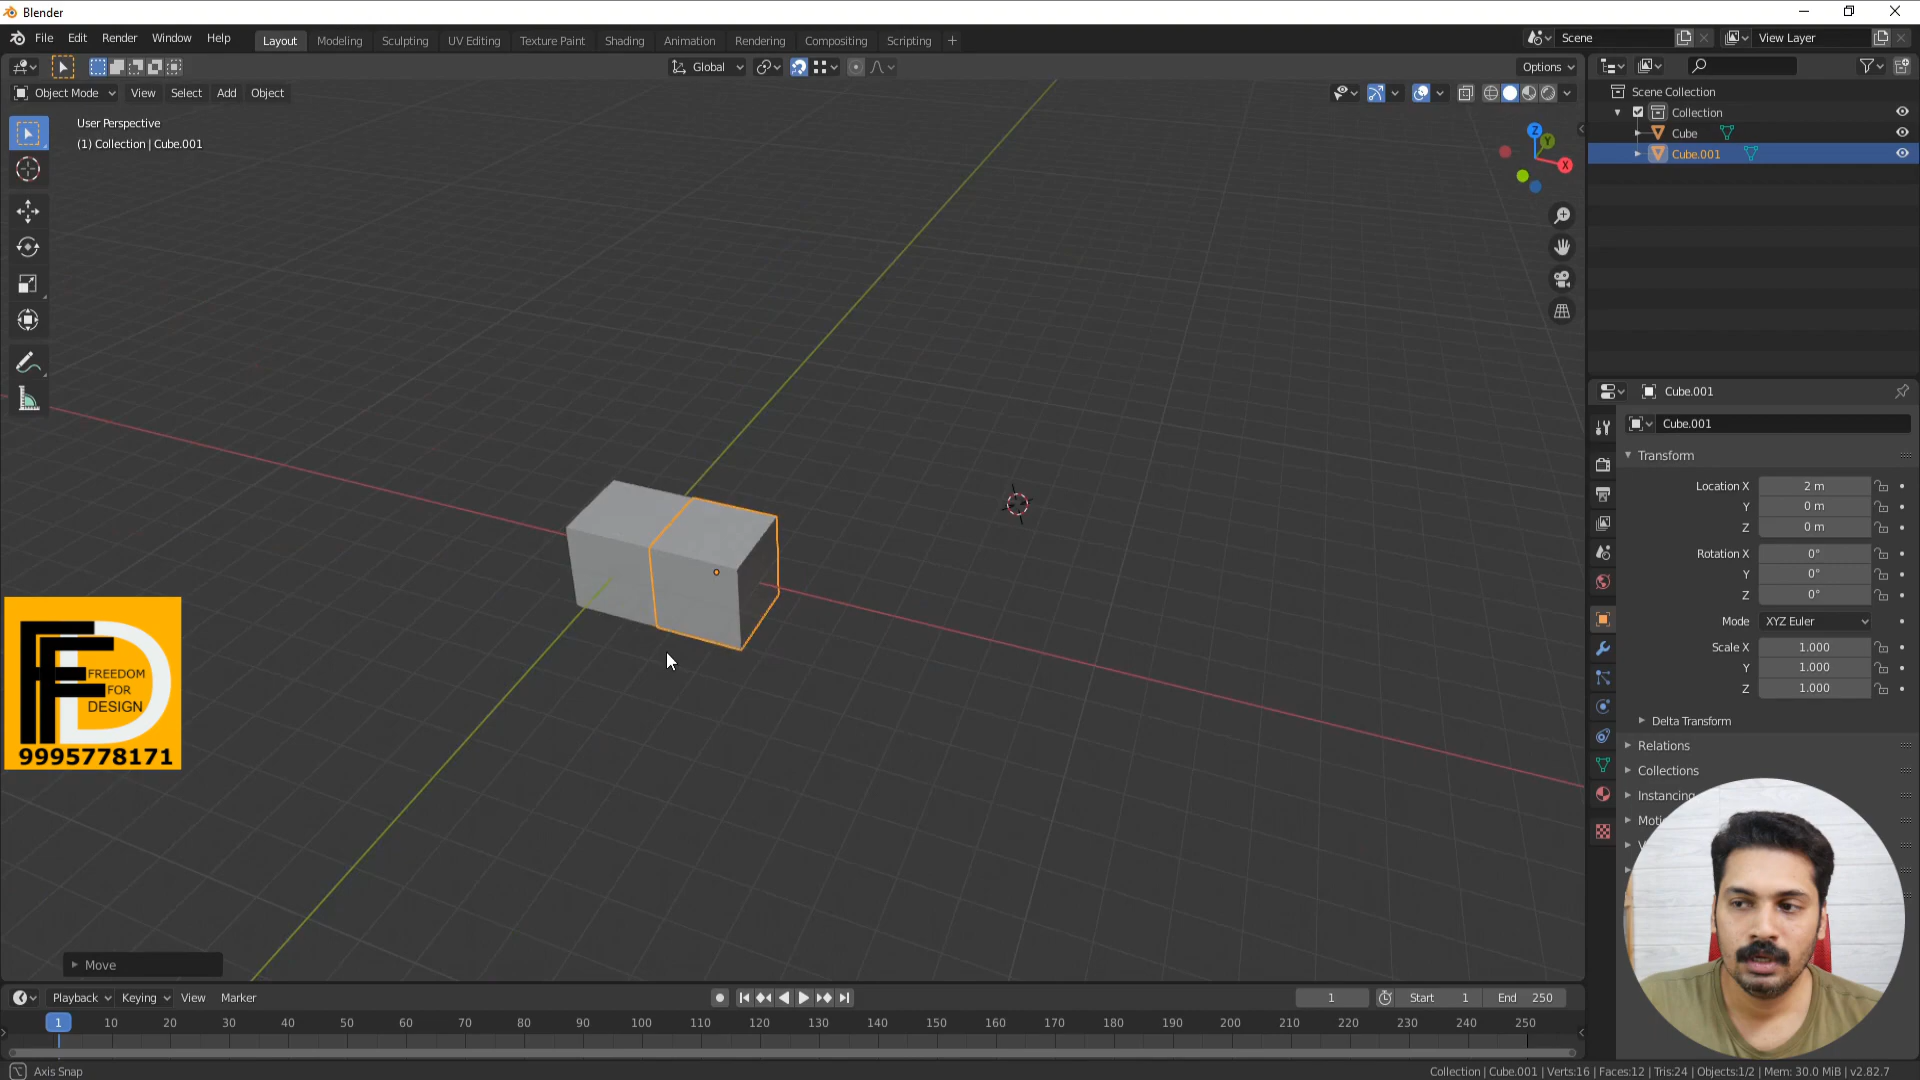 Blender
File Edit Render Window Help
Layout Modeling Sculpting UV Editing Texture Paint Shading Animation Rendering Compositing Scripting +
Scene
View Layer
Global
Options
Object Mode View Select Add Object
User Perspective
(1) Collection | Cube.001
Z
Y
X
Scene Collection
Collection
Cube
Cube.001
Cube.001
Cube.001
Transform
Location X 2 m
Y 0 m
Z 0 m
Rotation X 0°
Y 0°
Z 0°
Mode XYZ Euler
Scale X 1.000
Y 1.000
Z 1.000
Delta Transform
Relations
Collections
Instancing
FREEDOM
FOR
DESIGN
9995778171
Move
Playback Keying View Marker
1 Start 1 End 250
1 10 20 30 40 50 60 70 80 90 100 110 120 130 140 150 160 170 180 190 200 210 220 230 240 250
Axis Snap
Collection | Cube.001 | Verts:16 | Faces:12 | Tris:24 | Objects:1/2 | Mem: 30.0 MiB | v2.82.7